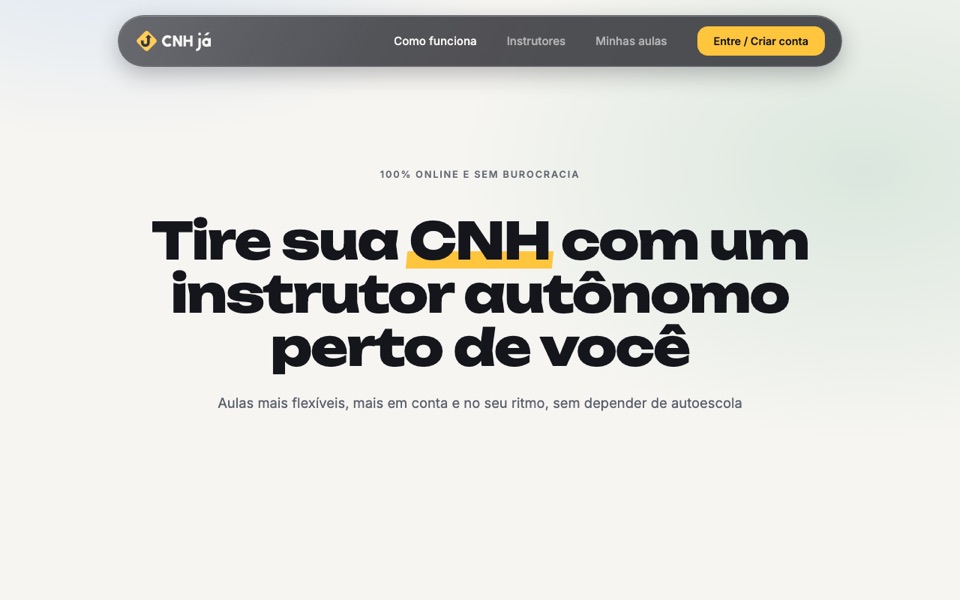 CNH já
Como funciona
Instrutores
Minhas aulas
Entre / Criar conta
100% ONLINE E SEM BUROCRACIA
Tire sua CNH com um
instrutor autônomo
perto de você
Aulas mais flexíveis, mais em conta e no seu ritmo, sem depender de autoescola